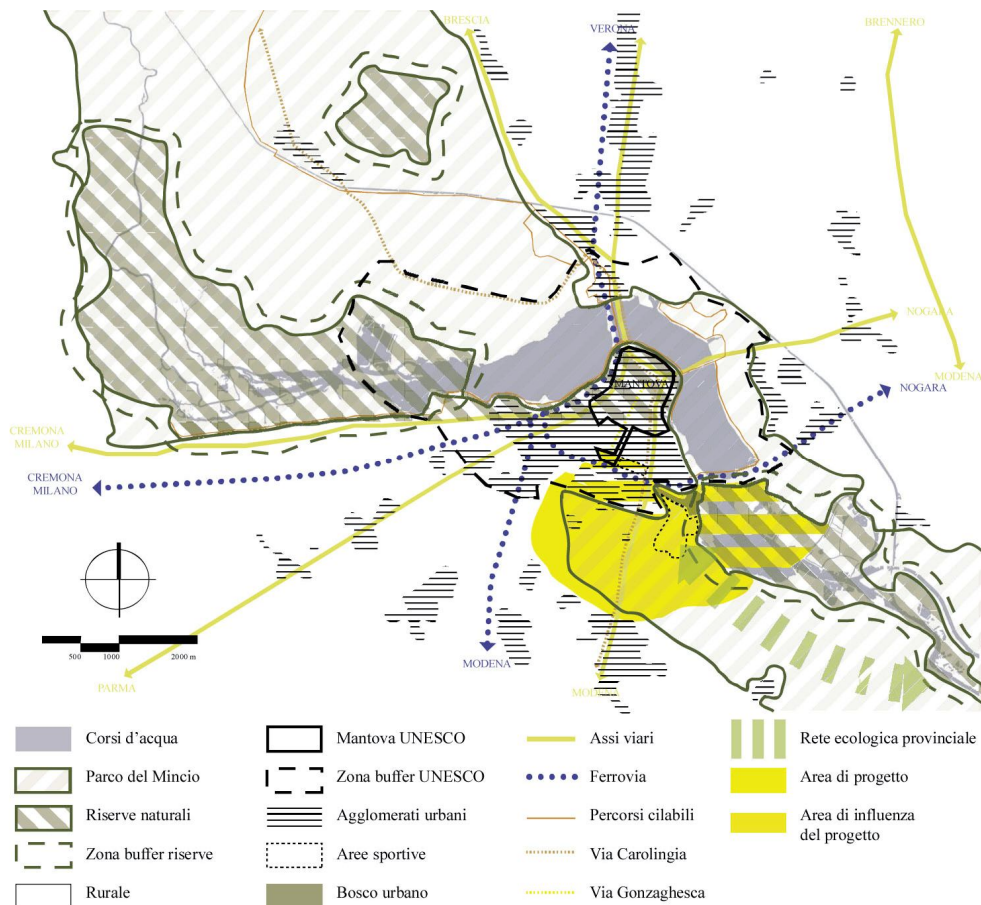 BRESCIA
VERONA
BRENNERO
NOGARA
MANTOVA
MODENA
NOGARA
CREMONA
MILANO
CREMONA
MILANO
500
1000
2000 m
MODENA
PARMA
MODENA
Corsi d'acqua
Mantova UNESCO
Assi viari
Rete ecologica provinciale
Parco del Mincio
Zona buffer UNESCO
Ferrovia
Area di progetto
Riserve naturali
Agglomerati urbani
Percorsi cilabili
Area di influenza
del progetto
Zona buffer riserve
Aree sportive
Via Carolingia
Rurale
Bosco urbano
Via Gonzaghesca